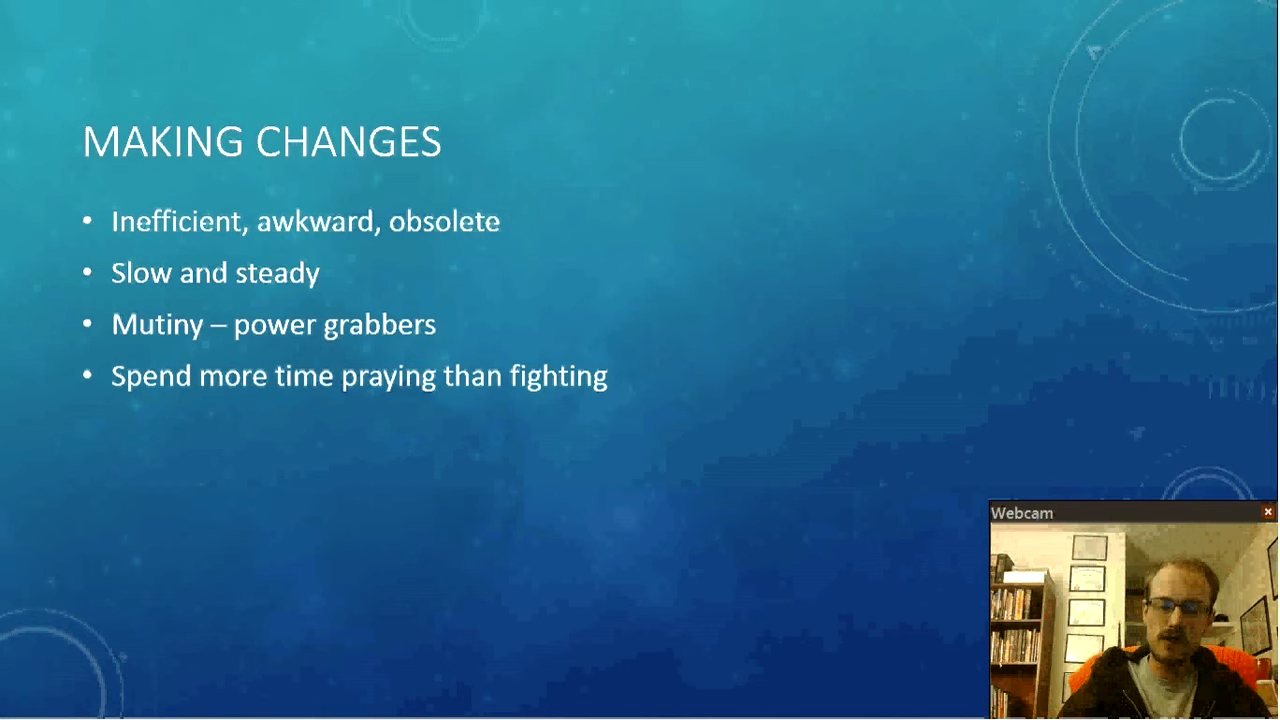 MAKING CHANGES
• Inefficient, awkward, obsolete
• Slow and steady
• Mutiny – power grabbers
• Spend more time praying than fighting
Webcam